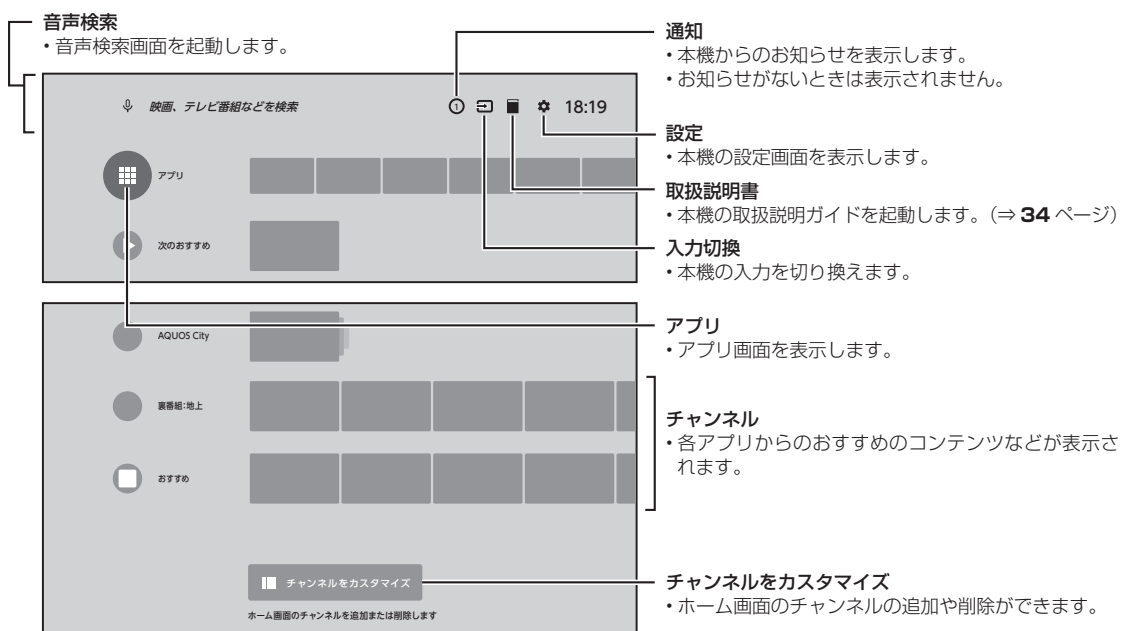 音声検索
・音声検索画面を起動します。
映画、テレビ番組などを検索
1
18:19
アプリ
次のおすすめ
AQUOS City
裏番組:地上
おすすめ
チャンネルをカスタマイズ
ホーム画面のチャンネルを追加または削除します
通知
・本機からのお知らせを表示します。
・お知らせがないときは表示されません。
設定
・本機の設定画面を表示します。
取扱説明書
・本機の取扱説明ガイドを起動します。(⇒ 34 ページ)
入力切換
・本機の入力を切り換えます。
アプリ
・アプリ画面を表示します。
チャンネル
・各アプリからのおすすめのコンテンツなどが表示さ
れます。
チャンネルをカスタマイズ
・ホーム画面のチャンネルの追加や削除ができます。